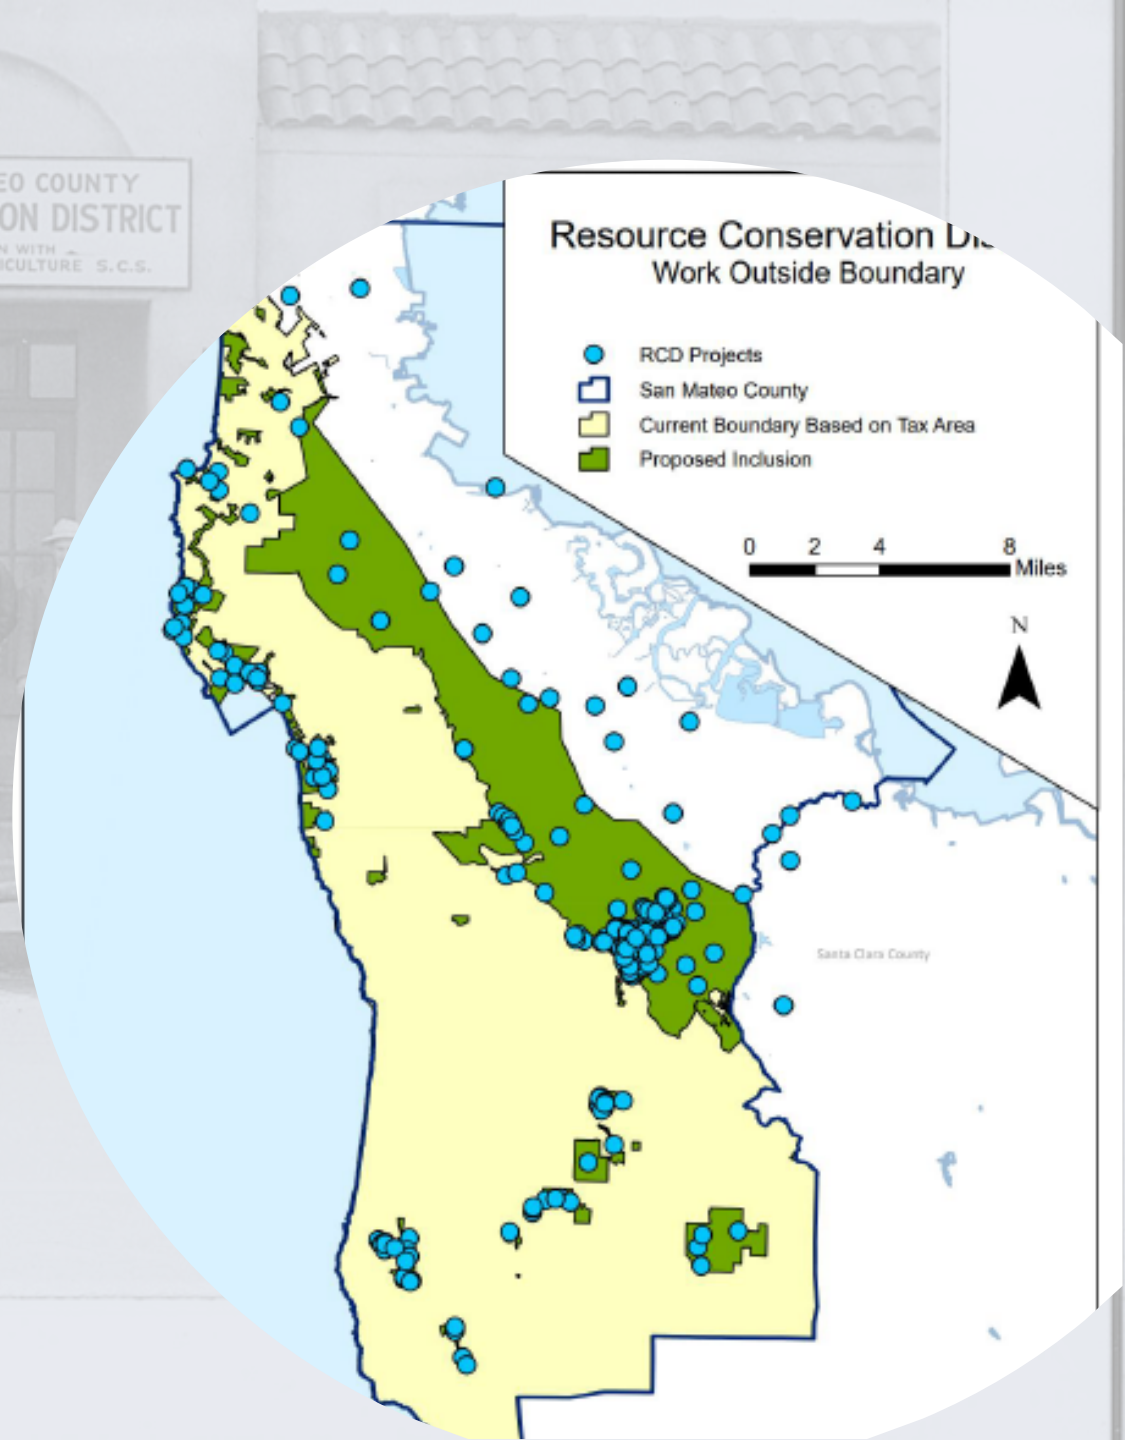 EO COUNTY
ON DISTRICT
N WITH
ICULTURE S.C.S.
Resource Conservation Dis
Work Outside Boundary
RCD Projects
San Mateo County
Current Boundary Based on Tax Area
Proposed Inclusion
0 2 4 8
Miles
N
Santa Clara County